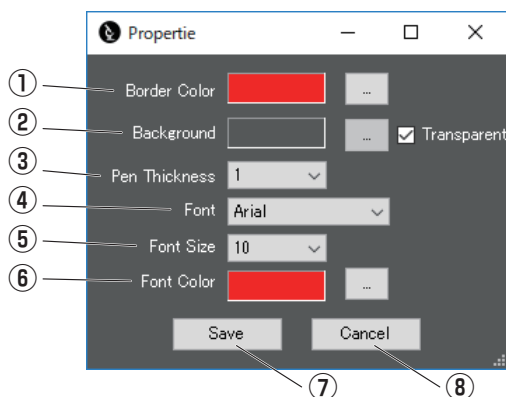 Propertie
① Border Color ...
② Background ... Transparent
③ Pen Thickness 1
④ Font Arial
⑤ Font Size 10
⑥ Font Color ...
Save Cancel
⑦ ⑧